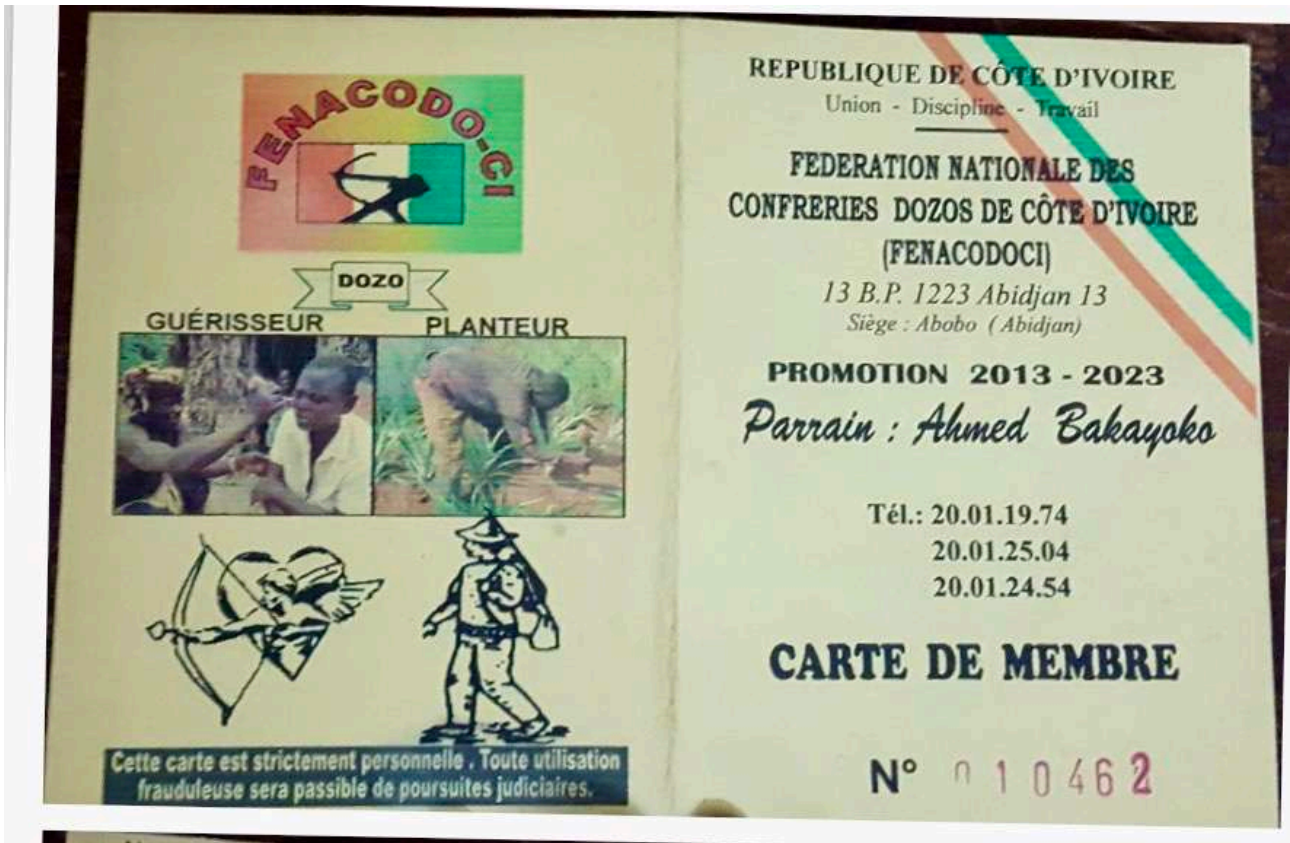 FENACODO-CI
DOZO
GUÉRISSEUR PLANTEUR
Cette carte est strictement personnelle . Toute utilisation
frauduleuse sera passible de poursuites judiciaires.
REPUBLIQUE DE CÔTE D'IVOIRE
Union - Discipline - Travail
FEDERATION NATIONALE DES
CONFRERIES DOZOS DE CÔTE D'IVOIRE
(FENACODOCI)
13 B.P. 1223 Abidjan 13
Siège : Abobo ( Abidjan)
PROMOTION 2013 - 2023
Parrain : Ahmed Bakayoko
Tél.: 20.01.19.74
20.01.25.04
20.01.24.54
CARTE DE MEMBRE
N° 010462